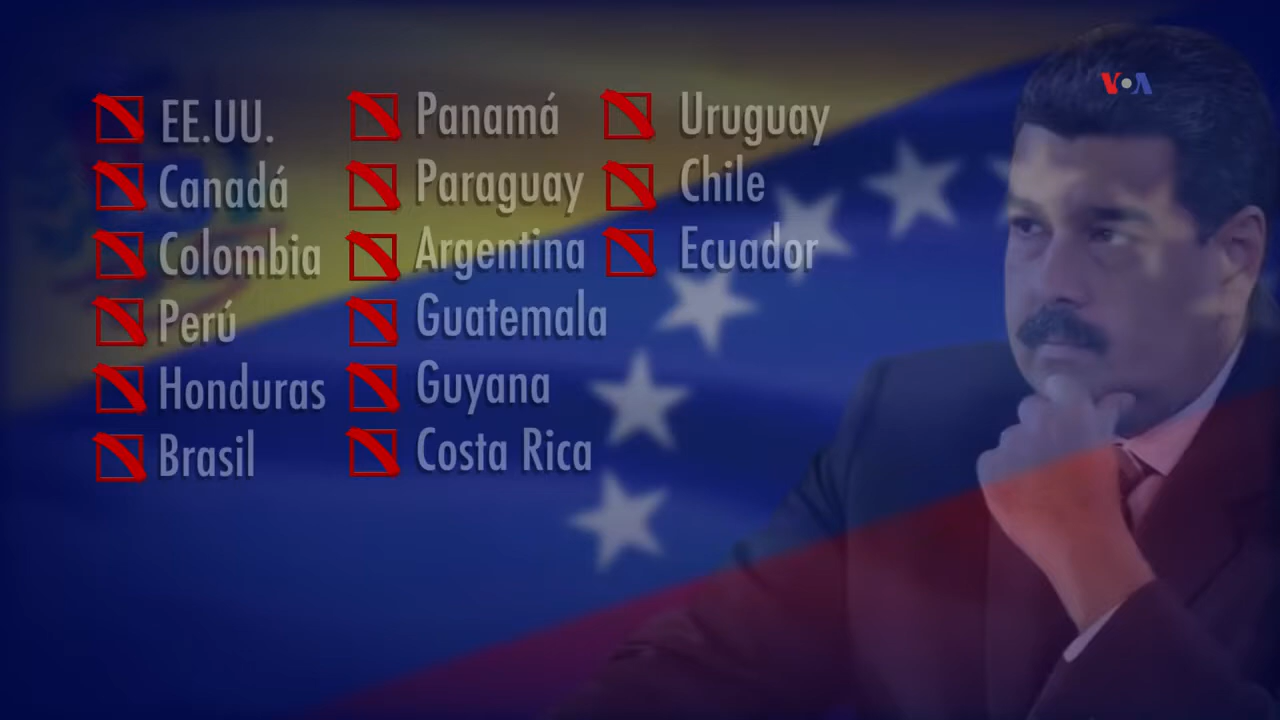 VOA
EE.UU.
Canadá
Colombia
Perú
Honduras
Brasil
Panamá
Paraguay
Argentina
Guatemala
Guyana
Costa Rica
Uruguay
Chile
Ecuador